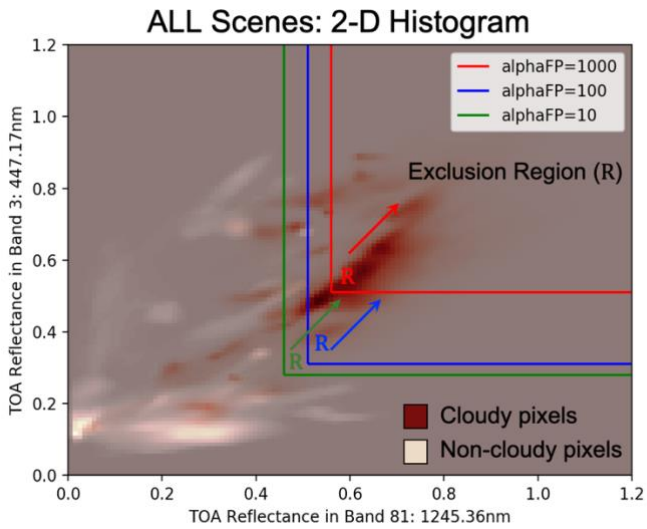 ALL Scenes: 2-D Histogram
1.2
1.0
0.8
0.6
0.4
0.2
0.0
TOA Reflectance in Band 3: 447.17nm
alphaFP=1000
alphaFP=100
alphaFP=10
Exclusion Region (R)
R
R
R
Cloudy pixels
Non-cloudy pixels
0.0 0.2 0.4 0.6 0.8 1.0 1.2
TOA Reflectance in Band 81: 1245.36nm